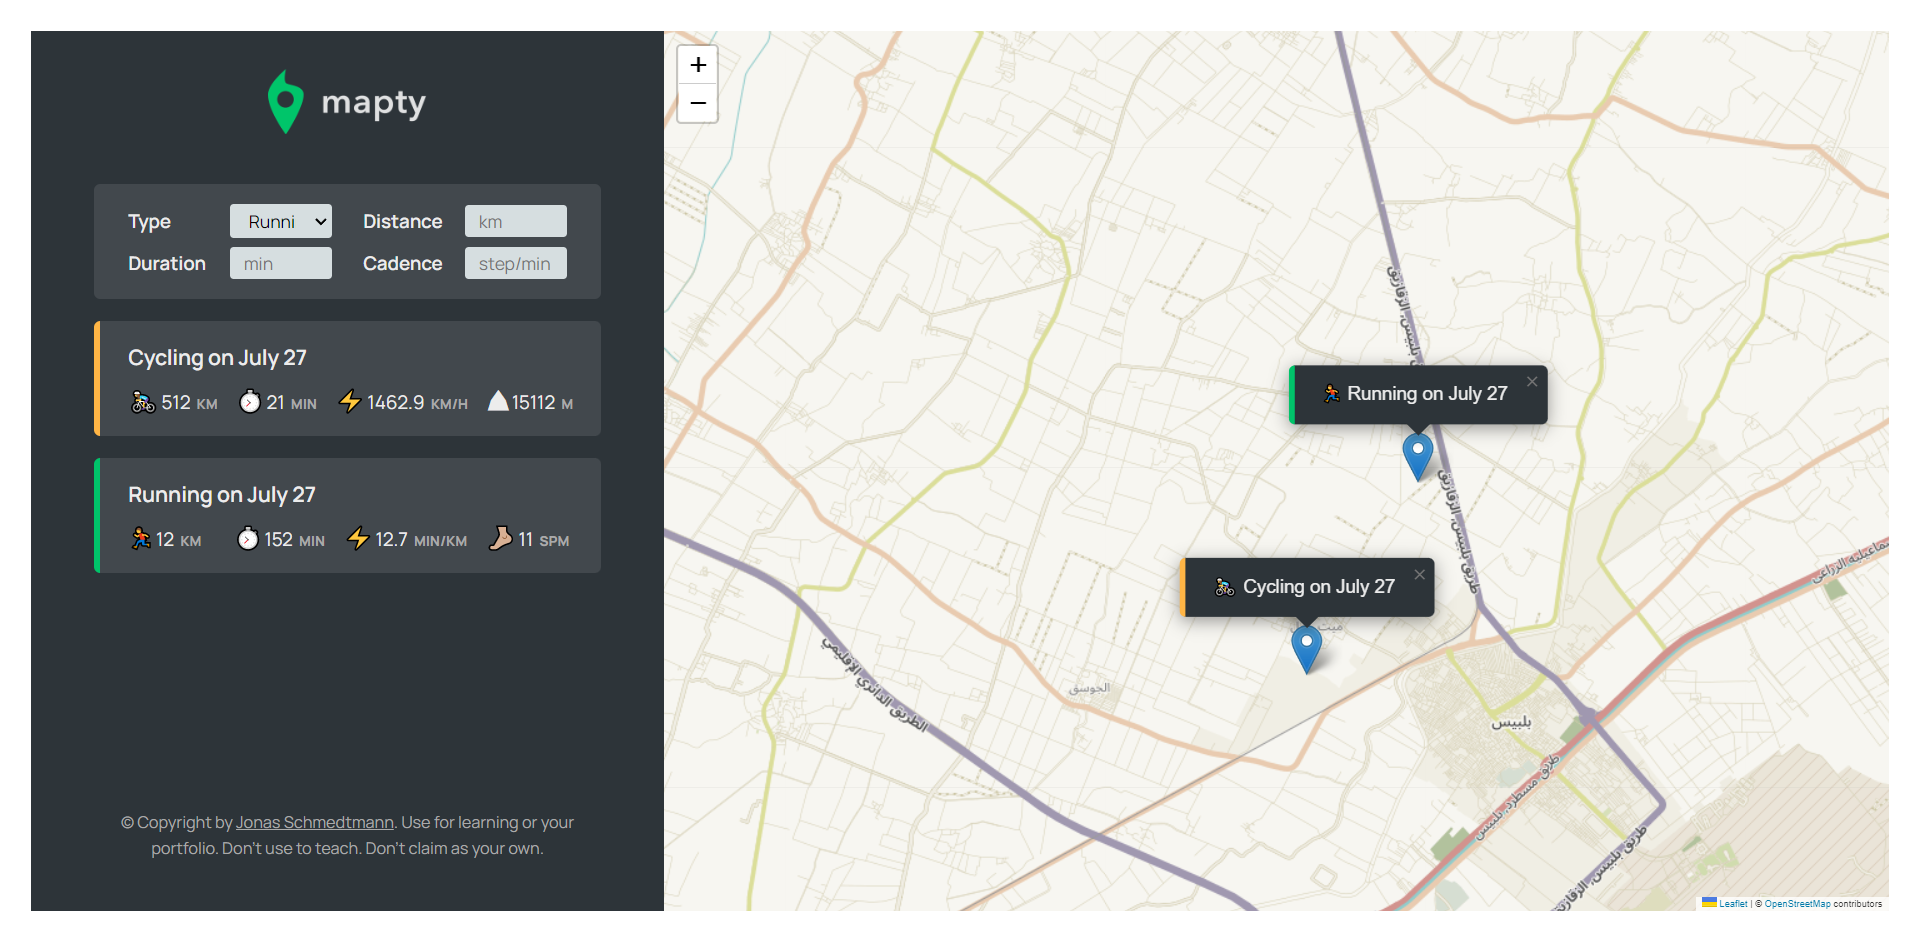 mapty
Type Runni Distance km
Duration min Cadence step/min
Cycling on July 27
512 KM 21 MIN 1462.9 KM/H 15112 M
Running on July 27
12 KM 152 MIN 12.7 MIN/KM 11 SPM
© Copyright by Jonas Schmedtmann. Use for learning or your
portfolio. Don't use to teach. Don't claim as your own.
+
−
بلبيس، الزقازيق
Running on July 27 ×
طريق بلبيس، الزقازيق
Cycling on July 27 ×
ميت
الجوسق
الطريق الدائري الإقليمي
بلبيس
طريق مسطرد، بلبيس
طريق بلبيس، الزقازيق
الزراعى
Leaflet | © OpenStreetMap contributors